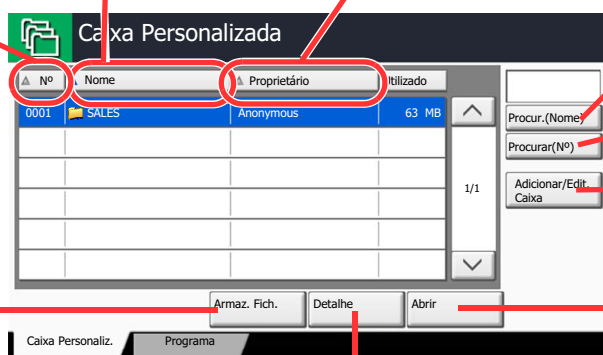 Caixa Personalizada
Nº Nome Proprietário Utilizado
0001 SALES Anonymous 63 MB
Procur.(Nome)
Procurar(Nº)
1/1
Adicionar/Edit.
Caixa
Armaz. Fich. Detalhe Abrir
Caixa Personaliz. Programa